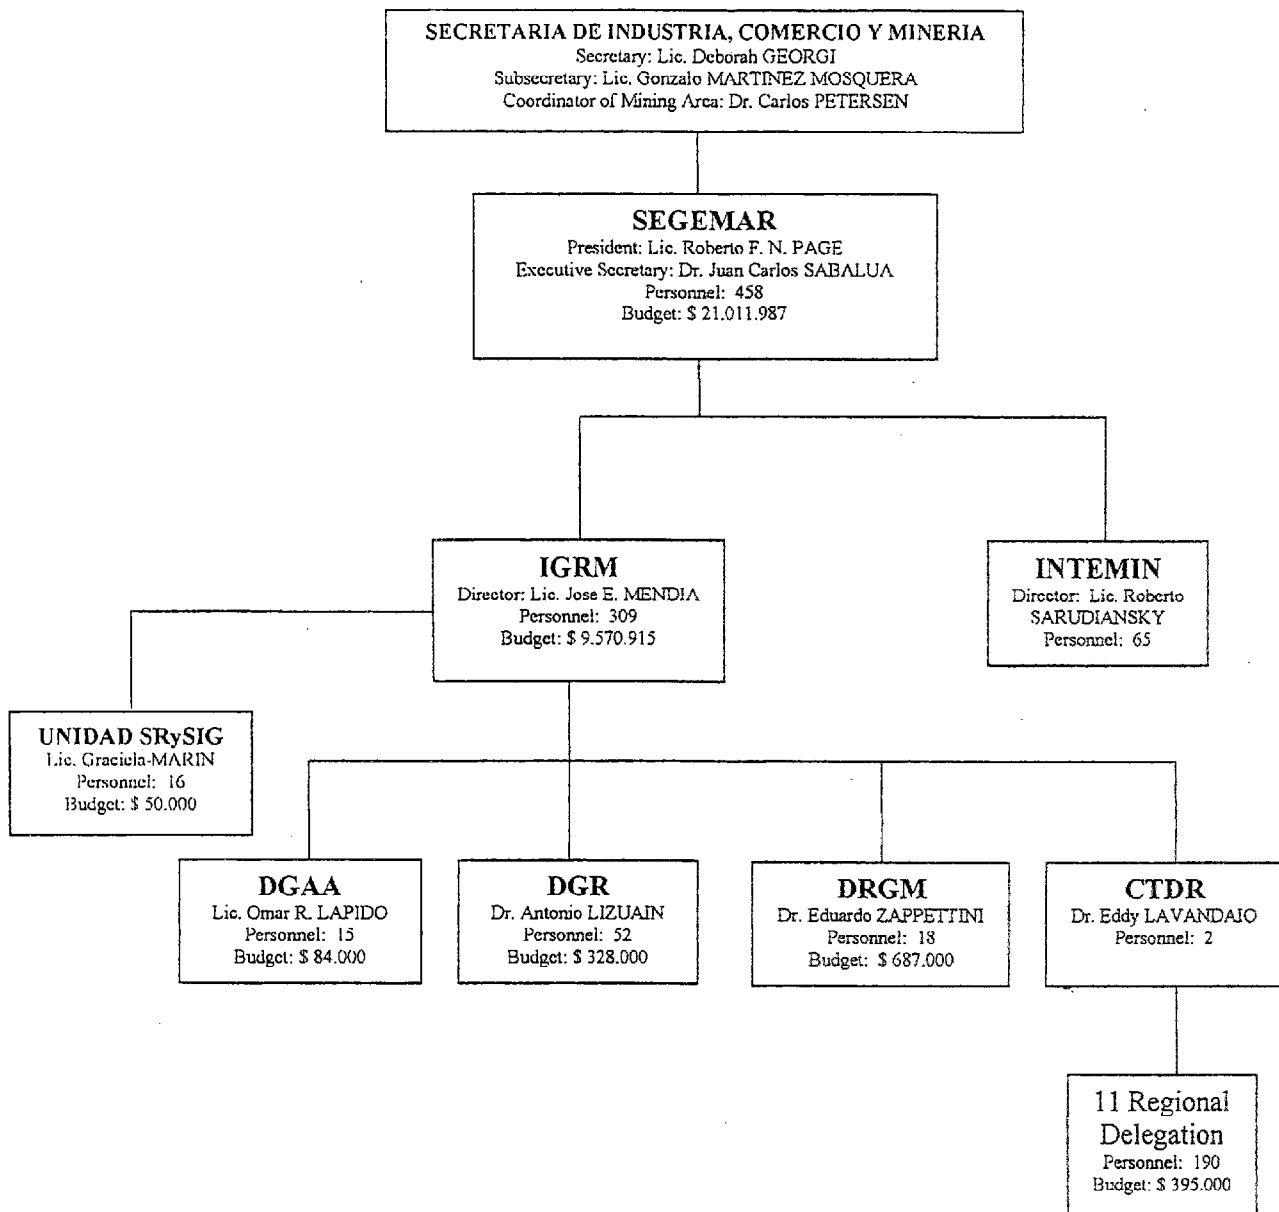 SECRETARIA DE INDUSTRIA, COMERCIO Y MINERIA
Secretary: Lic. Deborah GEORGI
Subsecretary: Lic. Gonzalo MARTINEZ MOSQUERA
Coordinator of Mining Area: Dr. Carlos PETERSEN
SEGEMAR
President: Lic. Roberto F. N. PAGE
Executive Secretary: Dr. Juan Carlos SABALUA
Personnel: 458
Budget: $ 21.011.987
IGRM
Director: Lic. Jose E. MENDIA
Personnel: 309
Budget: $ 9.570.915
INTEMIN
Director: Lic. Roberto
SARUDIANSKY
Personnel: 65
UNIDAD SRySIG
Lic. Graciela-MARIN
Personnel: 16
Budget: $ 50.000
DGAA
Lic. Omar R. LAPIDO
Personnel: 15
Budget: $ 84.000
DGR
Dr. Antonio LIZUAIN
Personnel: 52
Budget: $ 328.000
DRGM
Dr. Eduardo ZAPPETTINI
Personnel: 18
Budget: $ 687.000
CTDR
Dr. Eddy LAVANDAIO
Personnel: 2
11 Regional
Delegation
Personnel: 190
Budget: $ 395.000